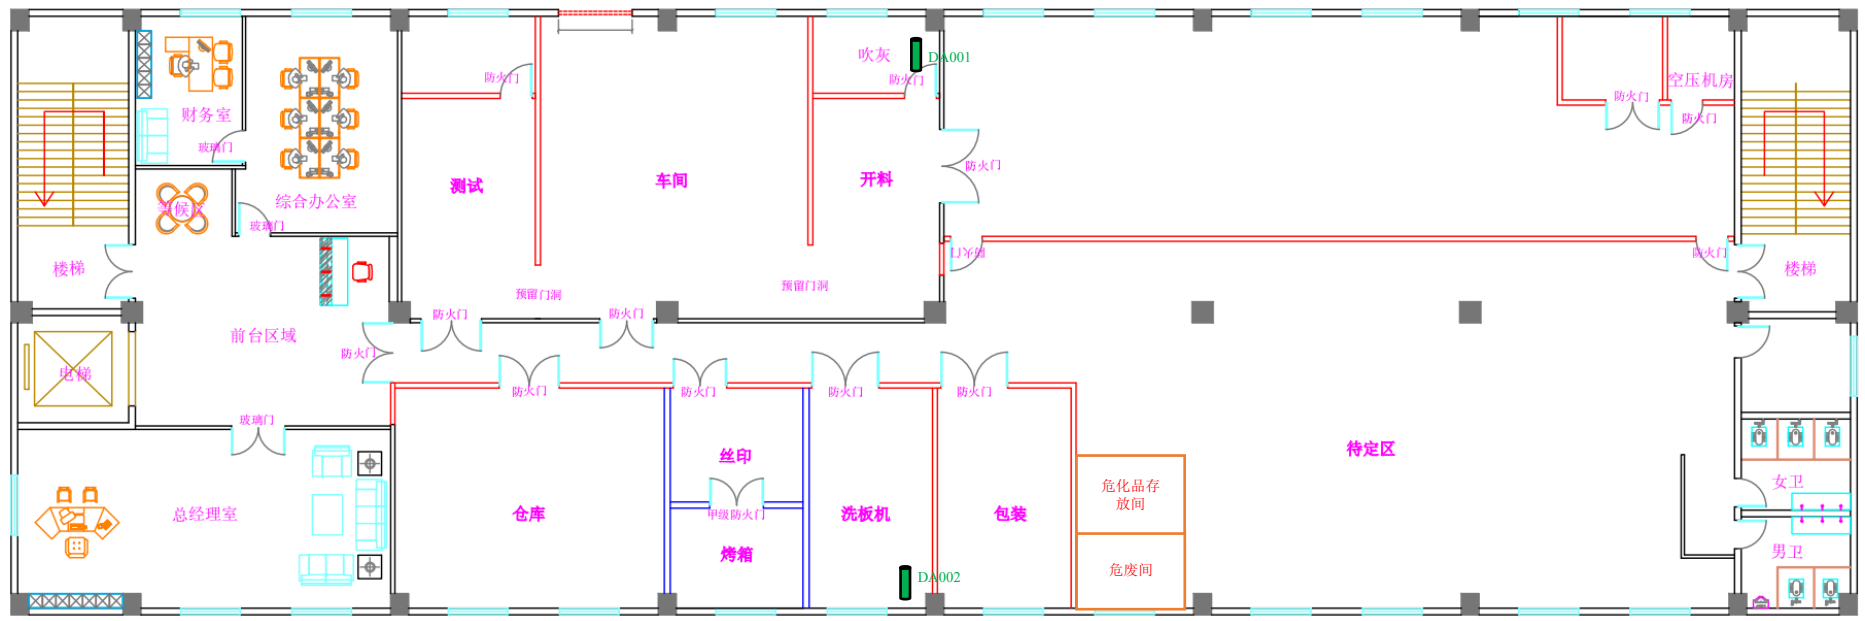 吹灰
DA001
防火门
防火门
空压机房
防火门
防火门
财务室
玻璃门
测试
车间
开料
防火门
综合办公室
等候区
玻璃门
楼梯
防火门
防火门
楼梯
预留门洞
预留门洞
防火门
防火门
前台区域
防火门
电梯
防火门
防火门
防火门
防火门
玻璃门
丝印
待定区
危化品存
放间
女卫
总经理室
仓库
甲级防火门
洗板机
包装
烤箱
男卫
危废间
DA002